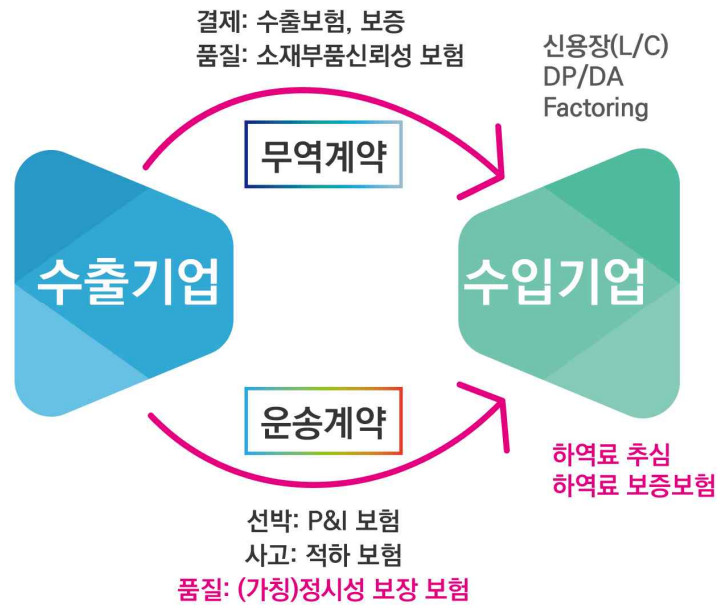 결제: 수출보험, 보증
품질: 소재부품신뢰성 보험
신용장(L/C)
DP/DA
Factoring
무역계약
수출기업
수입기업
운송계약
하역료 추심
하역료 보증보험
선박: P&I 보험
사고: 적하 보험
품질: (가칭)정시성 보장 보험